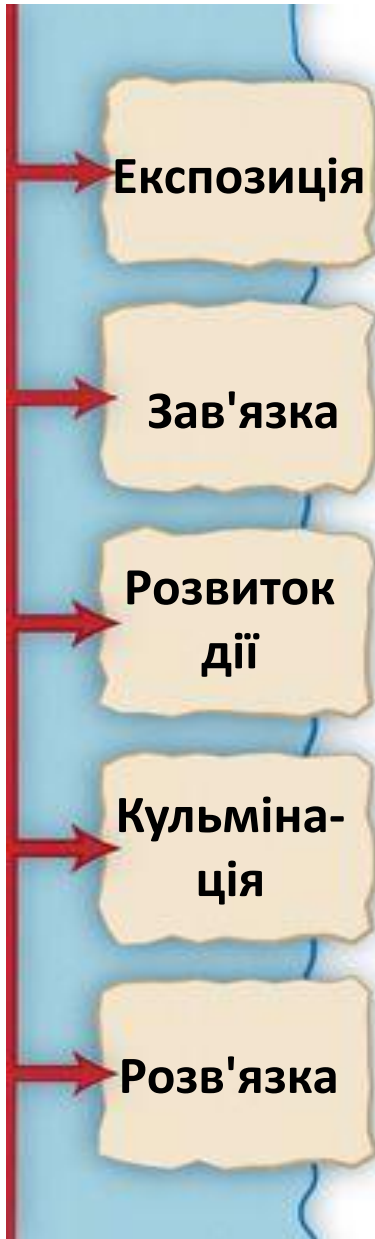 Експозиція
Зав'язка
Розвиток
дії
Кульміна-
ція
Розв'язка